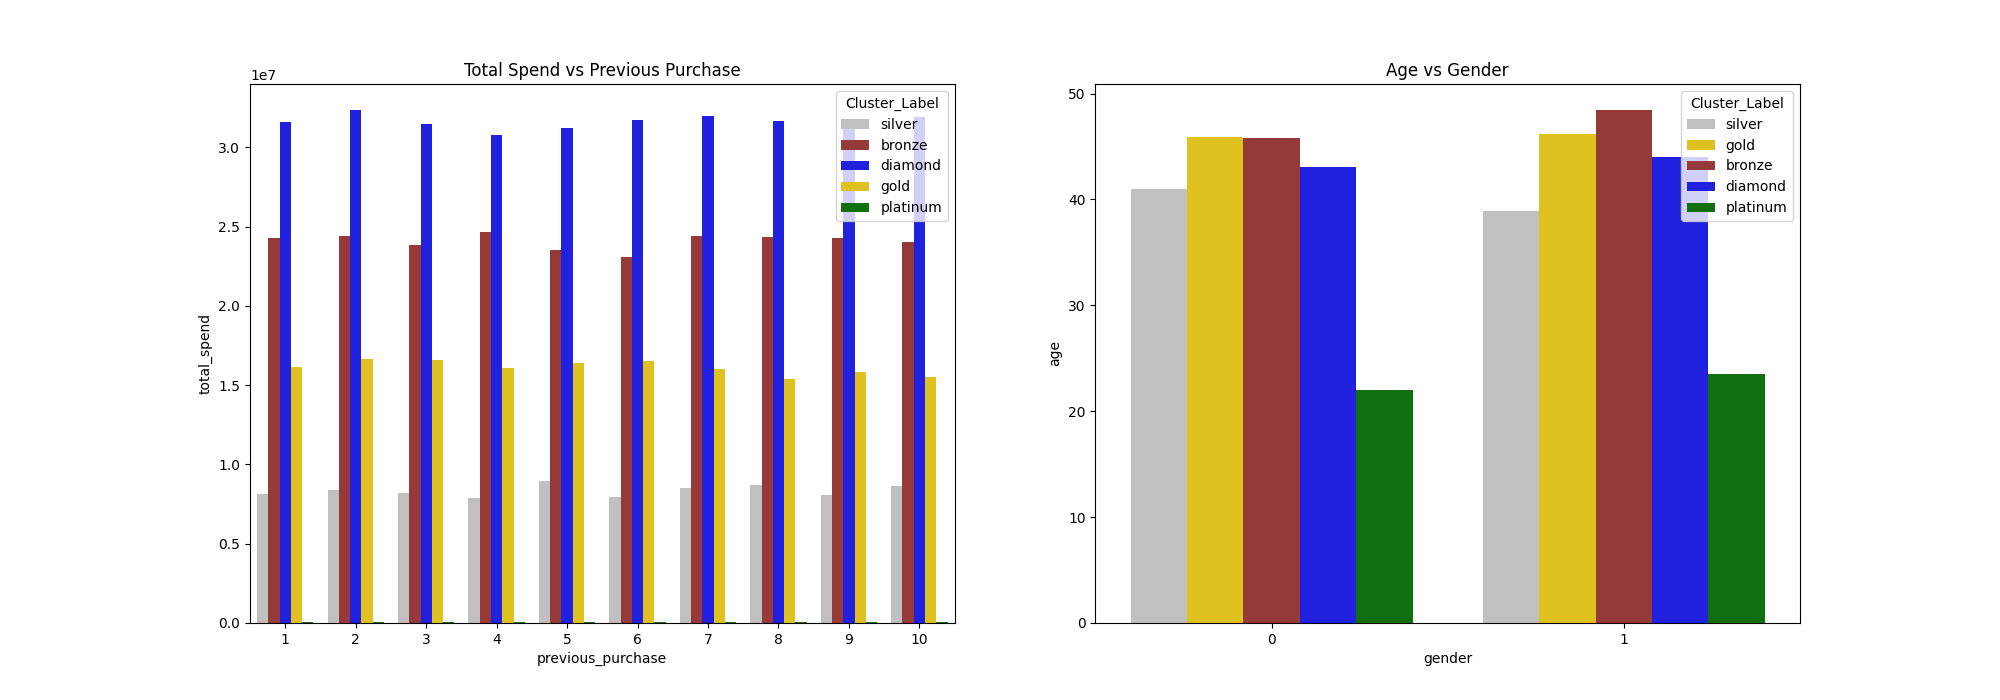 Total Spend vs Previous Purchase
1e7
Cluster_Label
silver
bronze
diamond
gold
platinum
3.0
2.5
2.0
1.5
1.0
0.5
0.0
total_spend
1 2 3 4 5 6 7 8 9 10
previous_purchase
Age vs Gender
Cluster_Label
silver
gold
bronze
diamond
platinum
50
40
30
20
10
0
age
0 1
gender